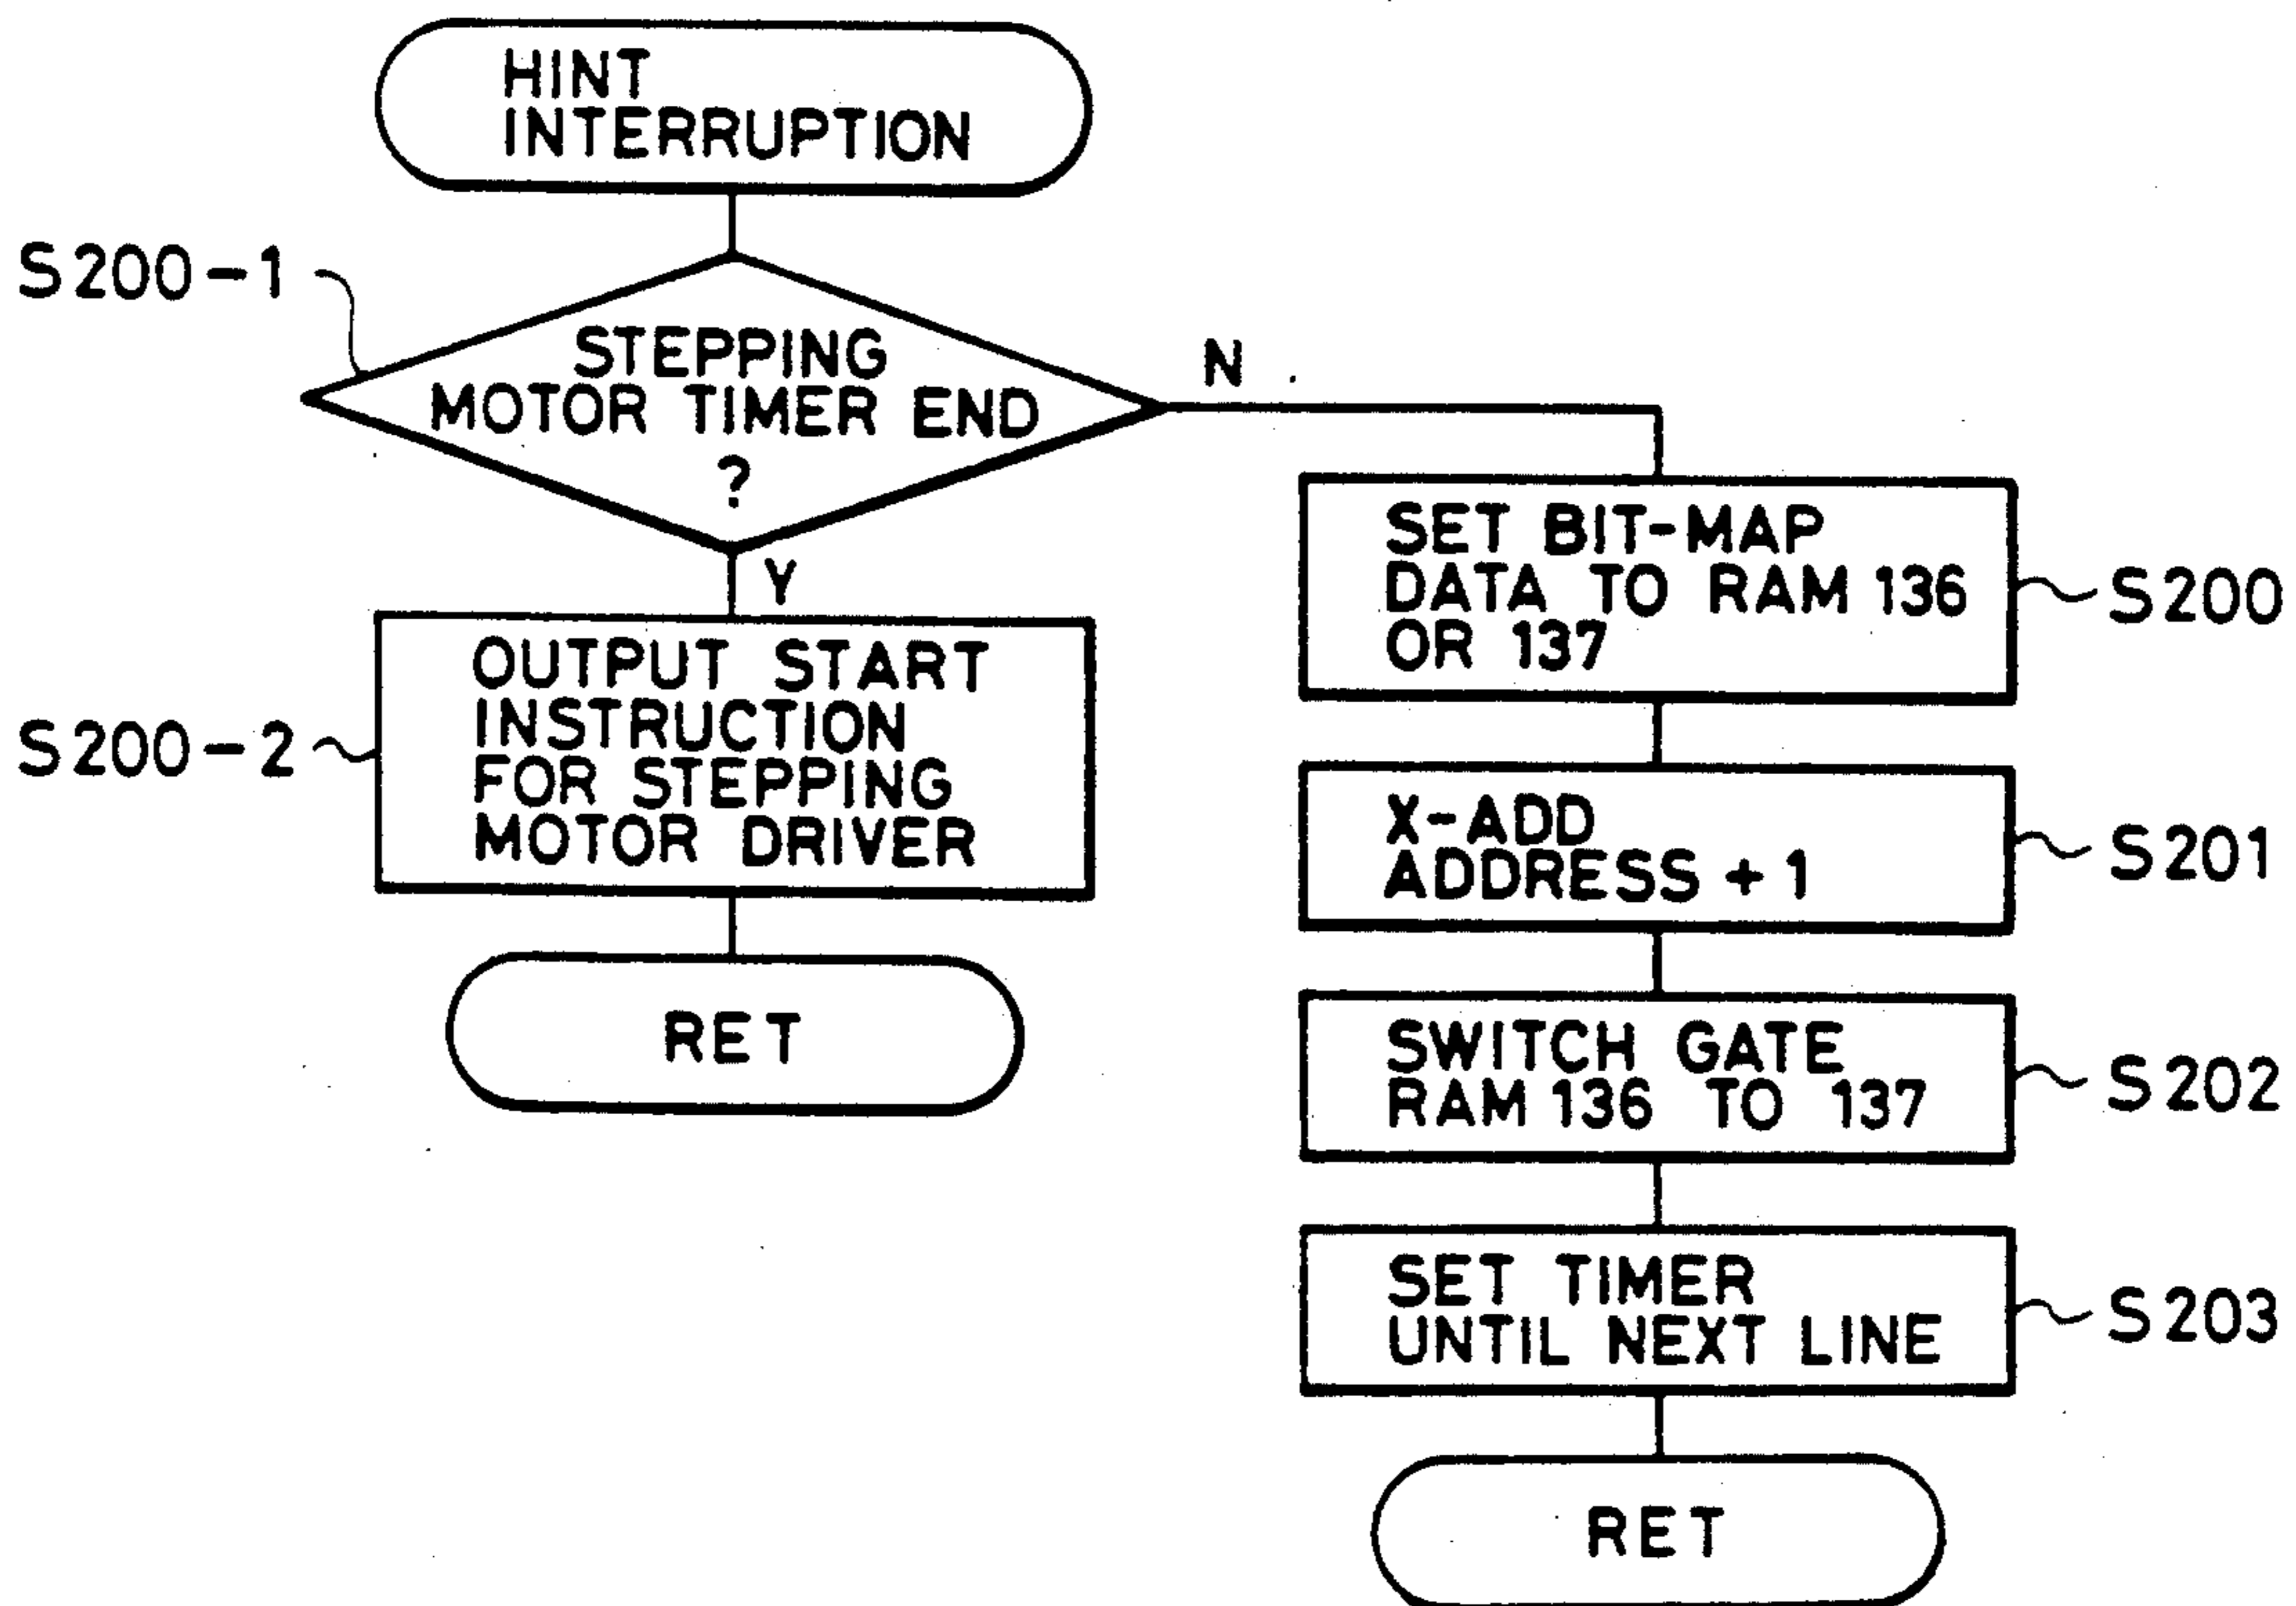 HINT
INTERRUPTION
S200-1
STEPPING
MOTOR TIMER END
?
N
Y
S200-2
OUTPUT START
INSTRUCTION
FOR STEPPING
MOTOR DRIVER
RET
SET BIT-MAP
DATA TO RAM 136
OR 137
S200
X-ADD
ADDRESS + 1
S201
SWITCH GATE
RAM 136 TO 137
S202
SET TIMER
UNTIL NEXT LINE
S203
RET